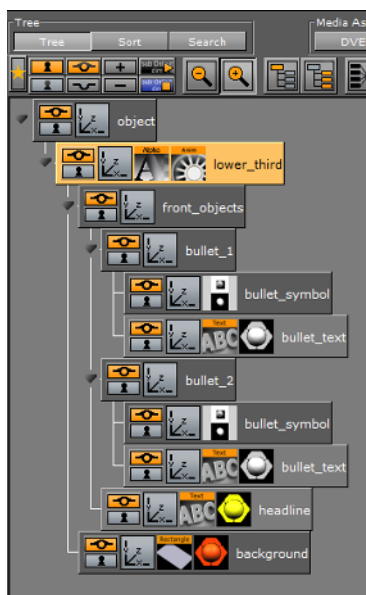 Tree
Media As
Tree
Sort
Search
DVE
object
Alpha
lower_third
front_objects
bullet_1
bullet_symbol
Text
ABC
bullet_text
bullet_2
bullet_symbol
Text
ABC
bullet_text
Text
ABC
headline
Rectangle
background